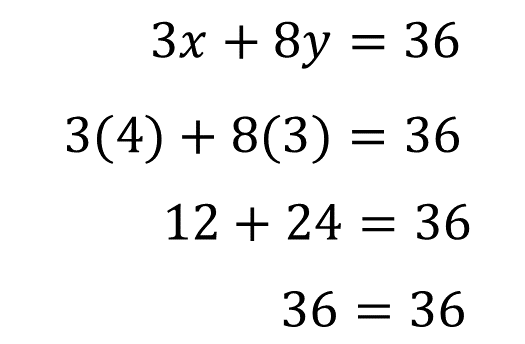 3x + 8y = 36
3(4) + 8(3) = 36
12 + 24 = 36
36 = 36